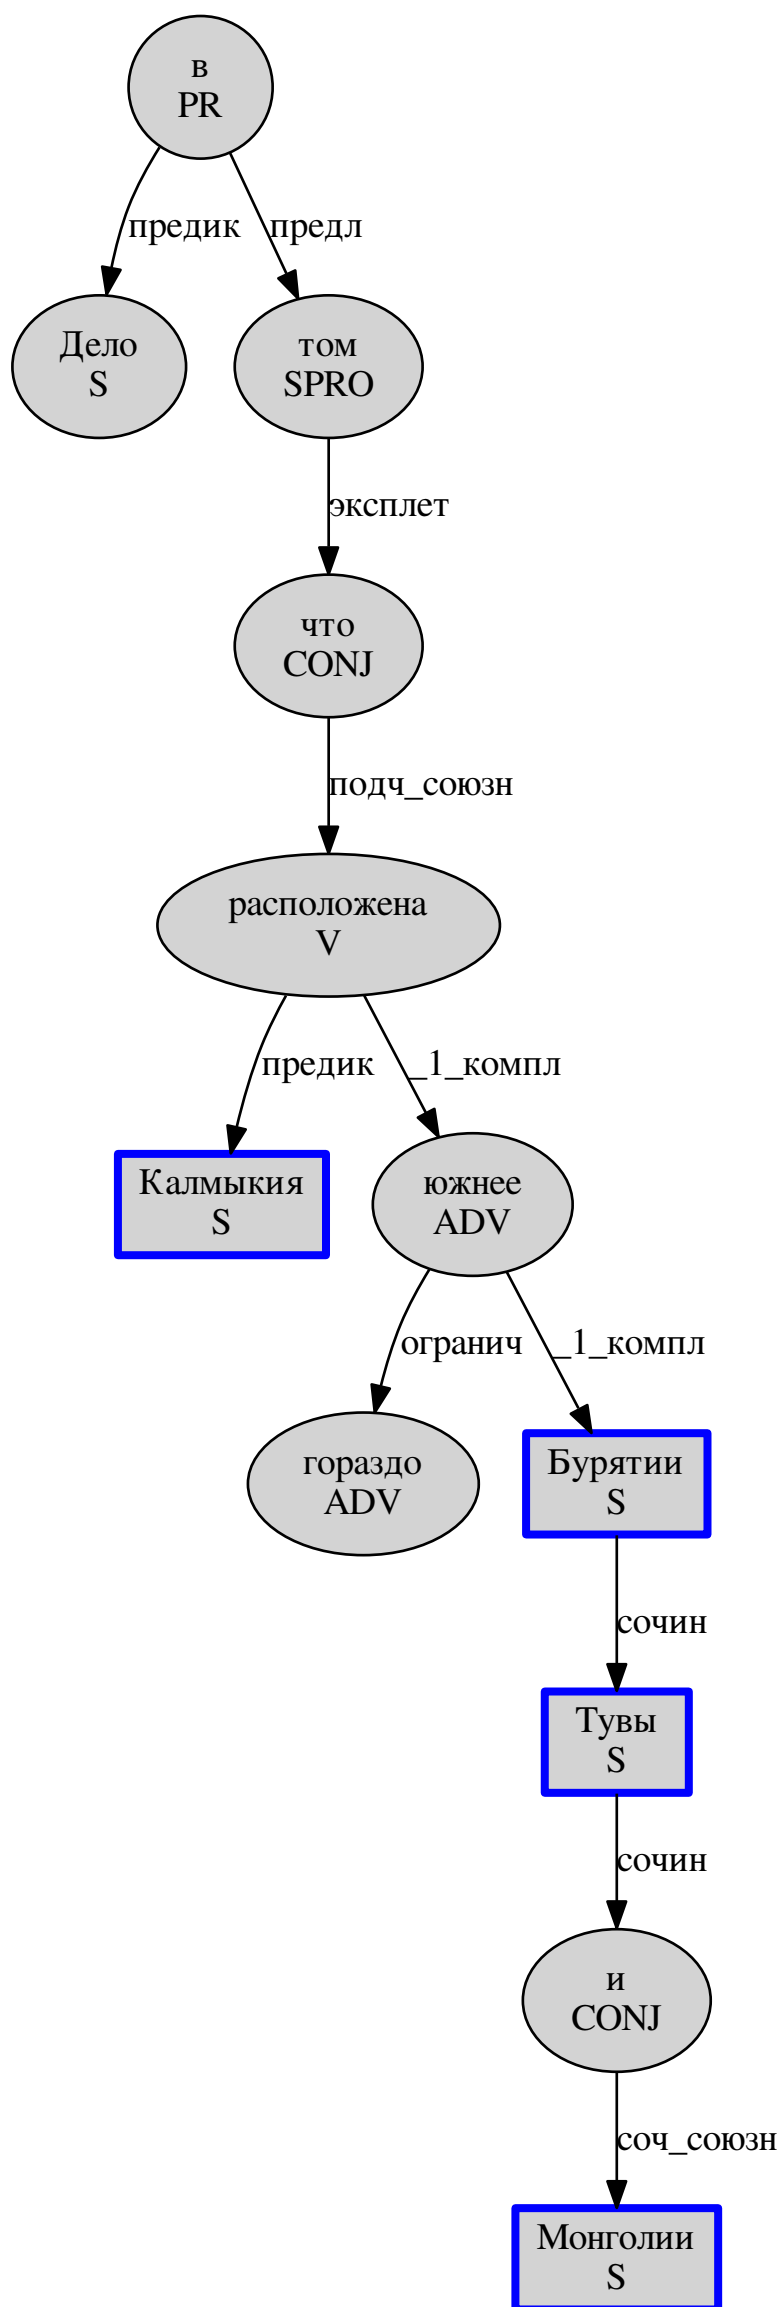 в
PR
предик
предл
Дело
S
том
SPRO
эксплет
что
CONJ
подч_союзн
расположена
V
предик
_1_компл
Калмыкия
S
южнее
ADV
огранич
_1_компл
гораздо
ADV
Бурятии
S
сочин
Тувы
S
сочин
и
CONJ
соч_союзн
Монголии
S